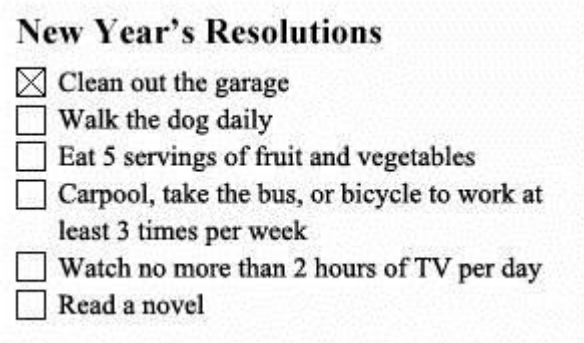 New Year's Resolutions
☒ Clean out the garage
☐ Walk the dog daily
☐ Eat 5 servings of fruit and vegetables
☐ Carpool, take the bus, or bicycle to work at
least 3 times per week
☐ Watch no more than 2 hours of TV per day
☐ Read a novel